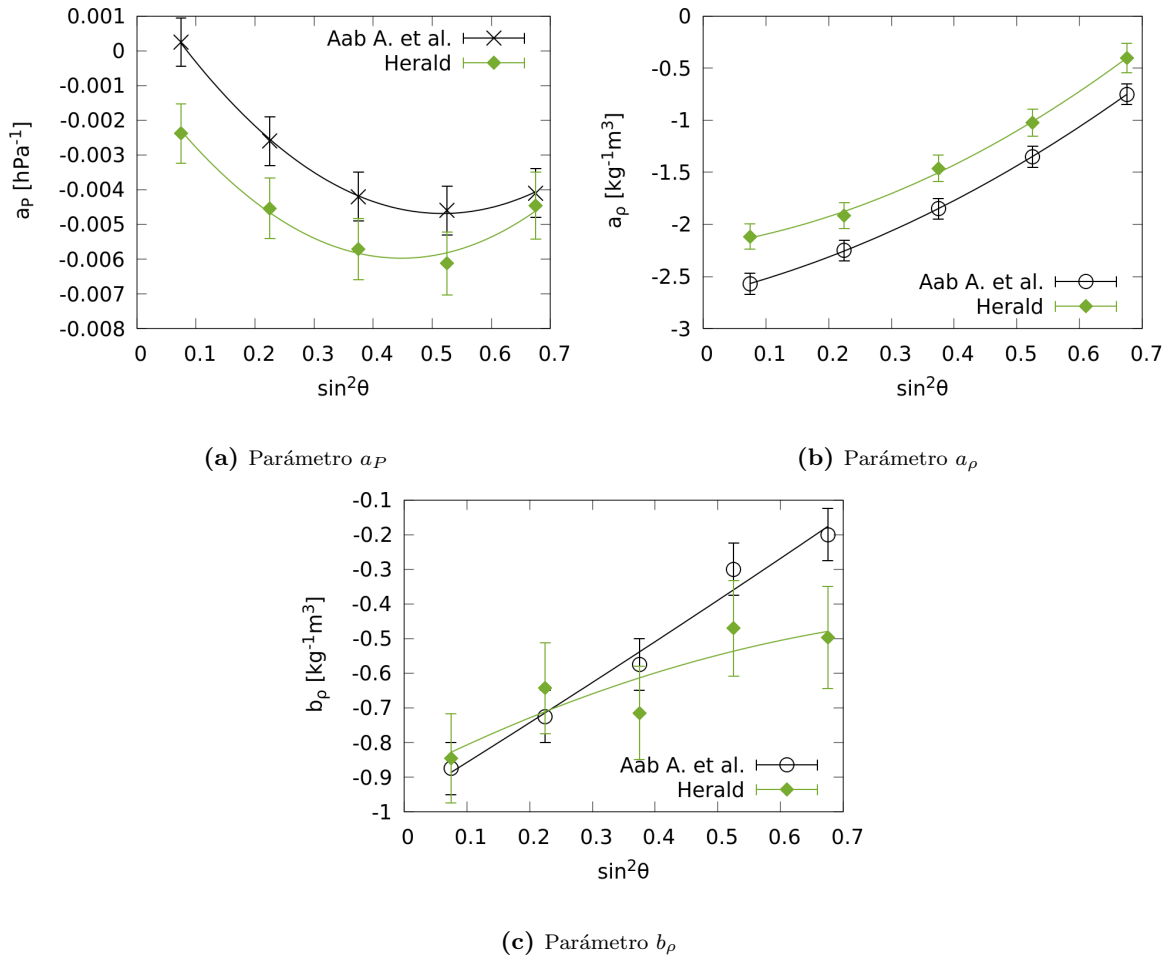 0.001
0
-0.001
-0.002
-0.003
-0.004
-0.005
-0.006
-0.007
-0.008
aP [hPa⁻¹]
Aab A. et al.
Herald
0 0.1 0.2 0.3 0.4 0.5 0.6 0.7
sin²θ
(a) Parámetro aP
0
-0.5
-1
-1.5
-2
-2.5
-3
aρ [kg⁻¹m³]
Aab A. et al.
Herald
0 0.1 0.2 0.3 0.4 0.5 0.6 0.7
sin²θ
(b) Parámetro aρ
-0.1
-0.2
-0.3
-0.4
-0.5
-0.6
-0.7
-0.8
-0.9
-1
bρ [kg⁻¹m³]
Aab A. et al.
Herald
0 0.1 0.2 0.3 0.4 0.5 0.6 0.7
sin²θ
(c) Parámetro bρ